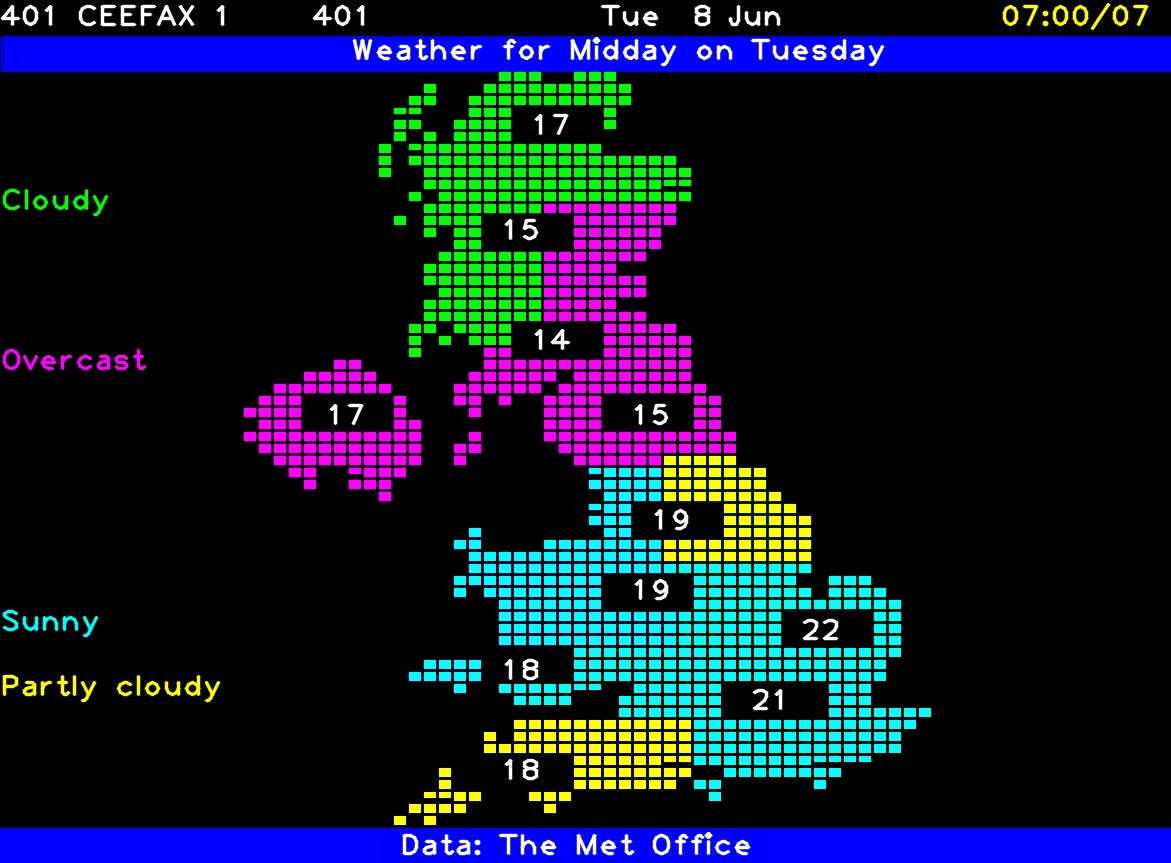 401 CEEFAX 1 401 Tue 8 Jun 07:00/07
Weather for Midday on Tuesday
17
Cloudy
15
14
Overcast
17 15
19
19
Sunny
22
18
Partly cloudy
21
18
Data: The Met Office